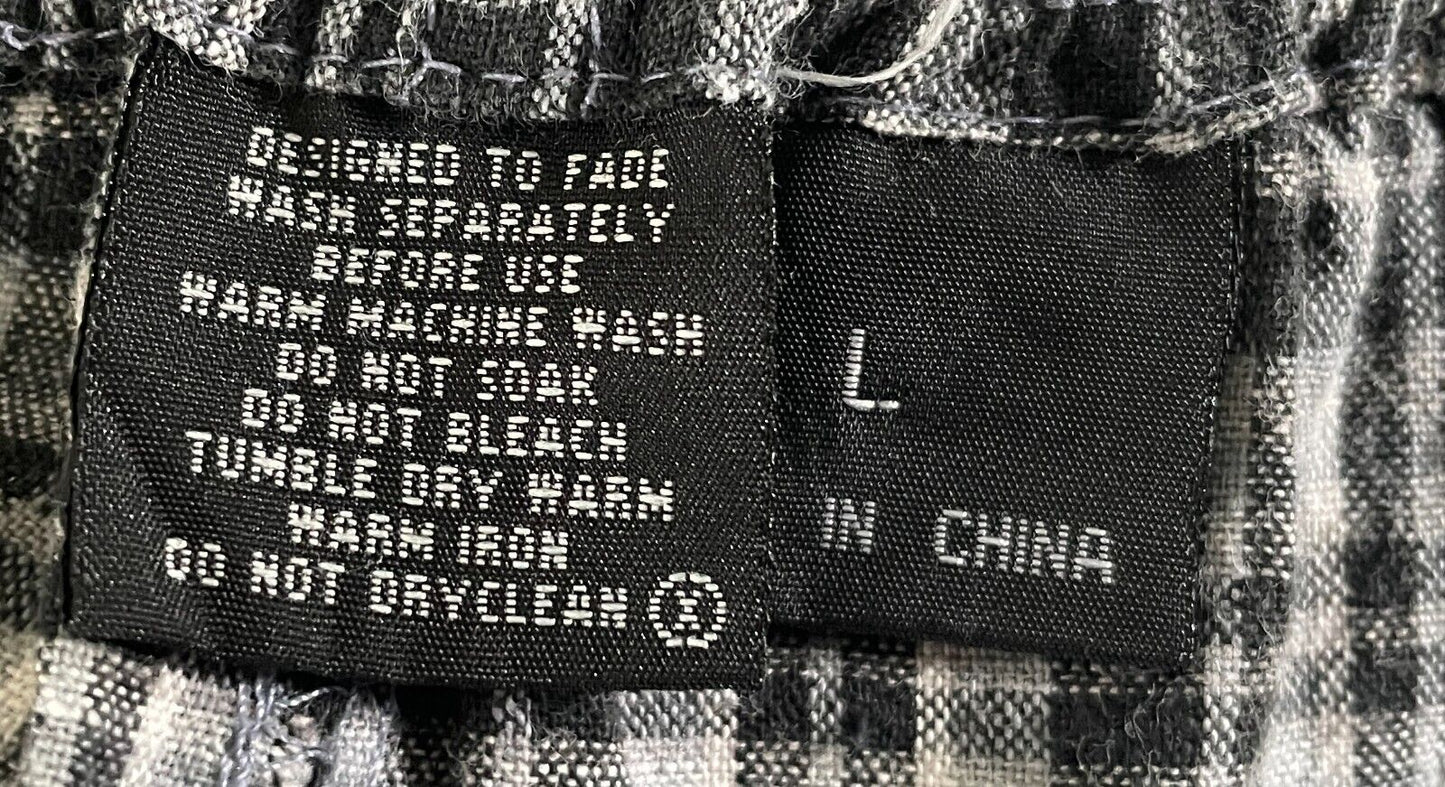 DESIGNED TO FADE
WASH SEPARATELY
BEFORE USE
WARM MACHINE WASH
DO NOT SOAK
DO NOT BLEACH
TUMBLE DRY WARM
WARM IRON
DO NOT DRYCLEAN
L
IN CHINA